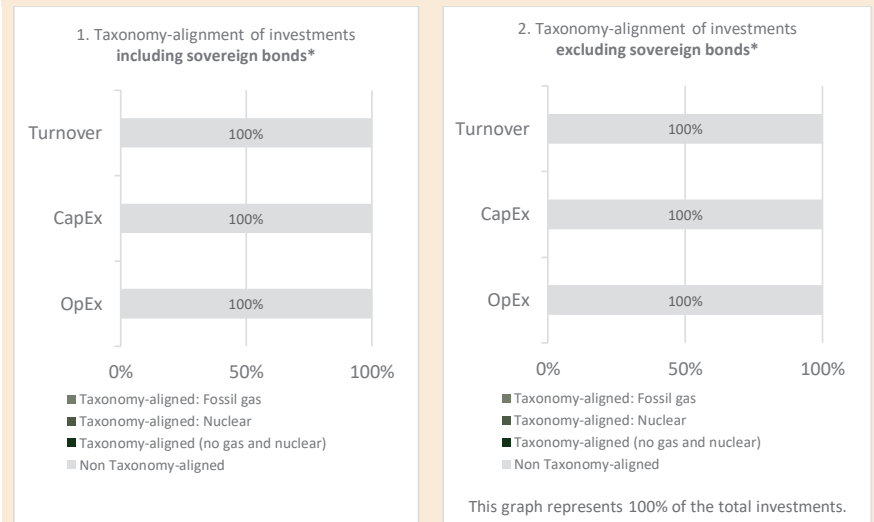 1. Taxonomy-alignment of investments
including sovereign bonds*
Turnover
100%
CapEx
100%
OpEx
100%
0%
50%
100%
Taxonomy-aligned: Fossil gas
Taxonomy-aligned: Nuclear
Taxonomy-aligned (no gas and nuclear)
Non Taxonomy-aligned
2. Taxonomy-alignment of investments
excluding sovereign bonds*
Turnover
100%
CapEx
100%
OpEx
100%
0%
50%
100%
Taxonomy-aligned: Fossil gas
Taxonomy-aligned: Nuclear
Taxonomy-aligned (no gas and nuclear)
Non Taxonomy-aligned
This graph represents 100% of the total investments.